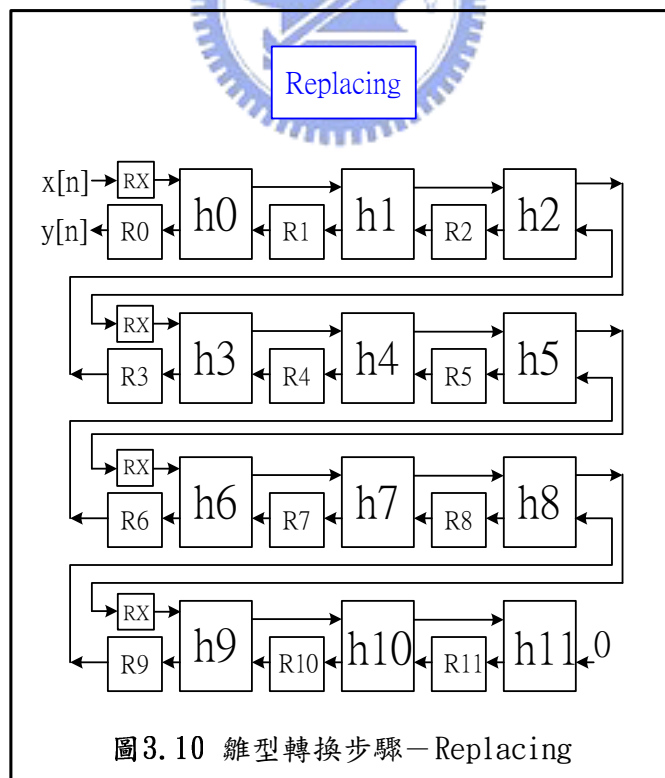 Replacing
x[n] RX h0 h1 h2
y[n] R0 R1 R2
RX h3 h4 h5
R3 R4 R5
RX h6 h7 h8
R6 R7 R8
RX h9 h10 h11 0
R9 R10 R11
圖3.10 雛型轉換步驟－Replacing